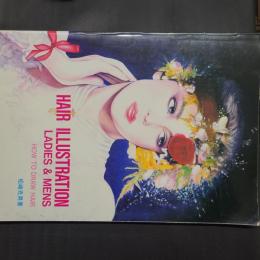 HAIR ILLUSTRATION
LADIES & MENS
HOW TO DRAW HAIR